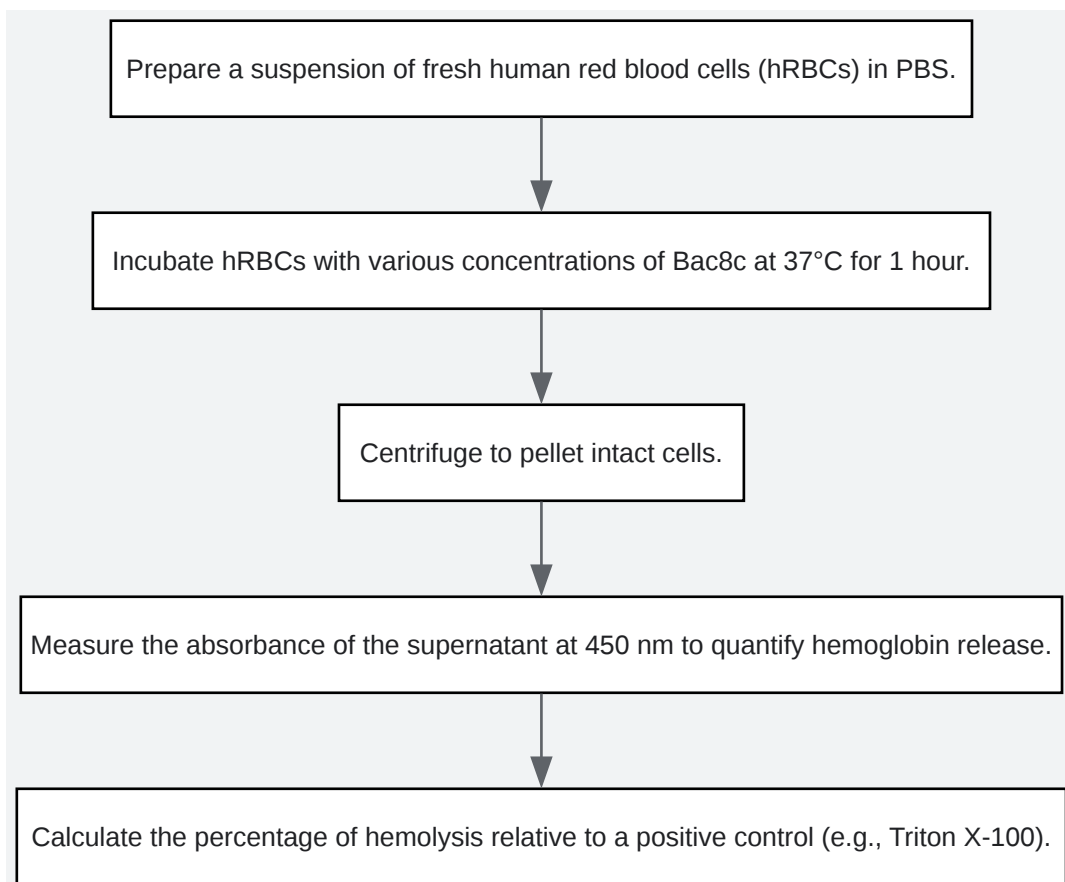 Prepare a suspension of fresh human red blood cells (hRBCs) in PBS.
Incubate hRBCs with various concentrations of Bac8c at 37°C for 1 hour.
Centrifuge to pellet intact cells.
Measure the absorbance of the supernatant at 450 nm to quantify hemoglobin release.
Calculate the percentage of hemolysis relative to a positive control (e.g., Triton X-100).